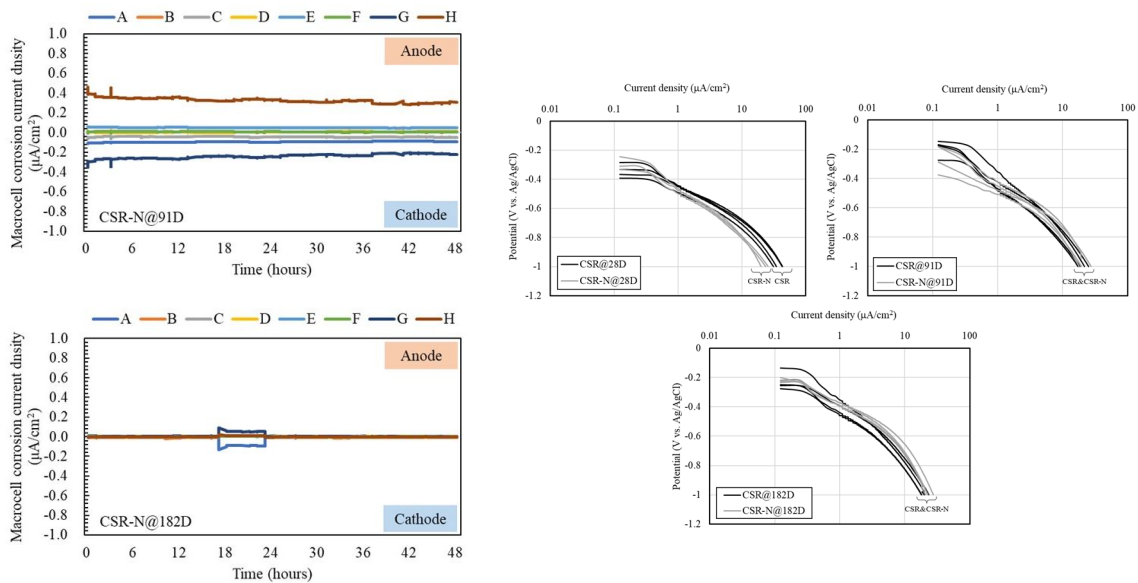 A B C D E F G H
Macrocell corrosion current dnsity
(μA/cm²)
1.0
0.8
0.6
0.4
0.2
0.0
-0.2
-0.4
-0.6
-0.8
-1.0
Anode
Cathode
CSR-N@91D
0 6 12 18 24 30 36 42 48
Time (hours)
A B C D E F G H
Macrocell corrosion current dnsity
(μA/cm²)
1.0
0.8
0.6
0.4
0.2
0.0
-0.2
-0.4
-0.6
-0.8
-1.0
Anode
Cathode
CSR-N@182D
0 6 12 18 24 30 36 42 48
Time (hours)
Current density (μA/cm²)
0.01 0.1 1 10 100
Potential (V vs. Ag/AgCl)
0
-0.2
-0.4
-0.6
-0.8
-1
-1.2
CSR@28D
CSR-N@28D
CSR-N CSR
Current density (μA/cm²)
0.01 0.1 1 10 100
Potential (V vs. Ag/AgCl)
0
-0.2
-0.4
-0.6
-0.8
-1
-1.2
CSR@91D
CSR-N@91D
CSR&CSR-N
Current density (μA/cm²)
0.01 0.1 1 10 100
Potential (V vs. Ag/AgCl)
0
-0.2
-0.4
-0.6
-0.8
-1
-1.2
CSR@182D
CSR-N@182D
CSR&CSR-N